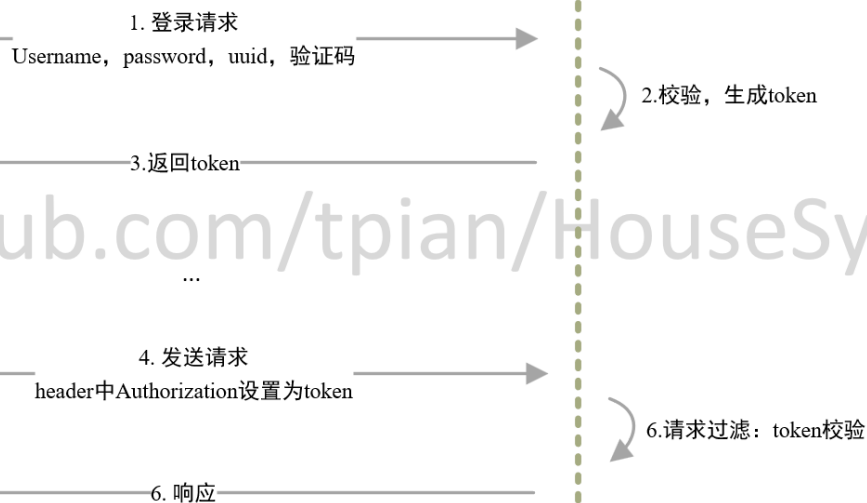 1. 登录请求
Username，password，uuid，验证码
2.校验，生成token
3.返回token
ub.com/tpian/HouseSy
...
4. 发送请求
header中Authorization设置为token
6.请求过滤：token校验
6. 响应